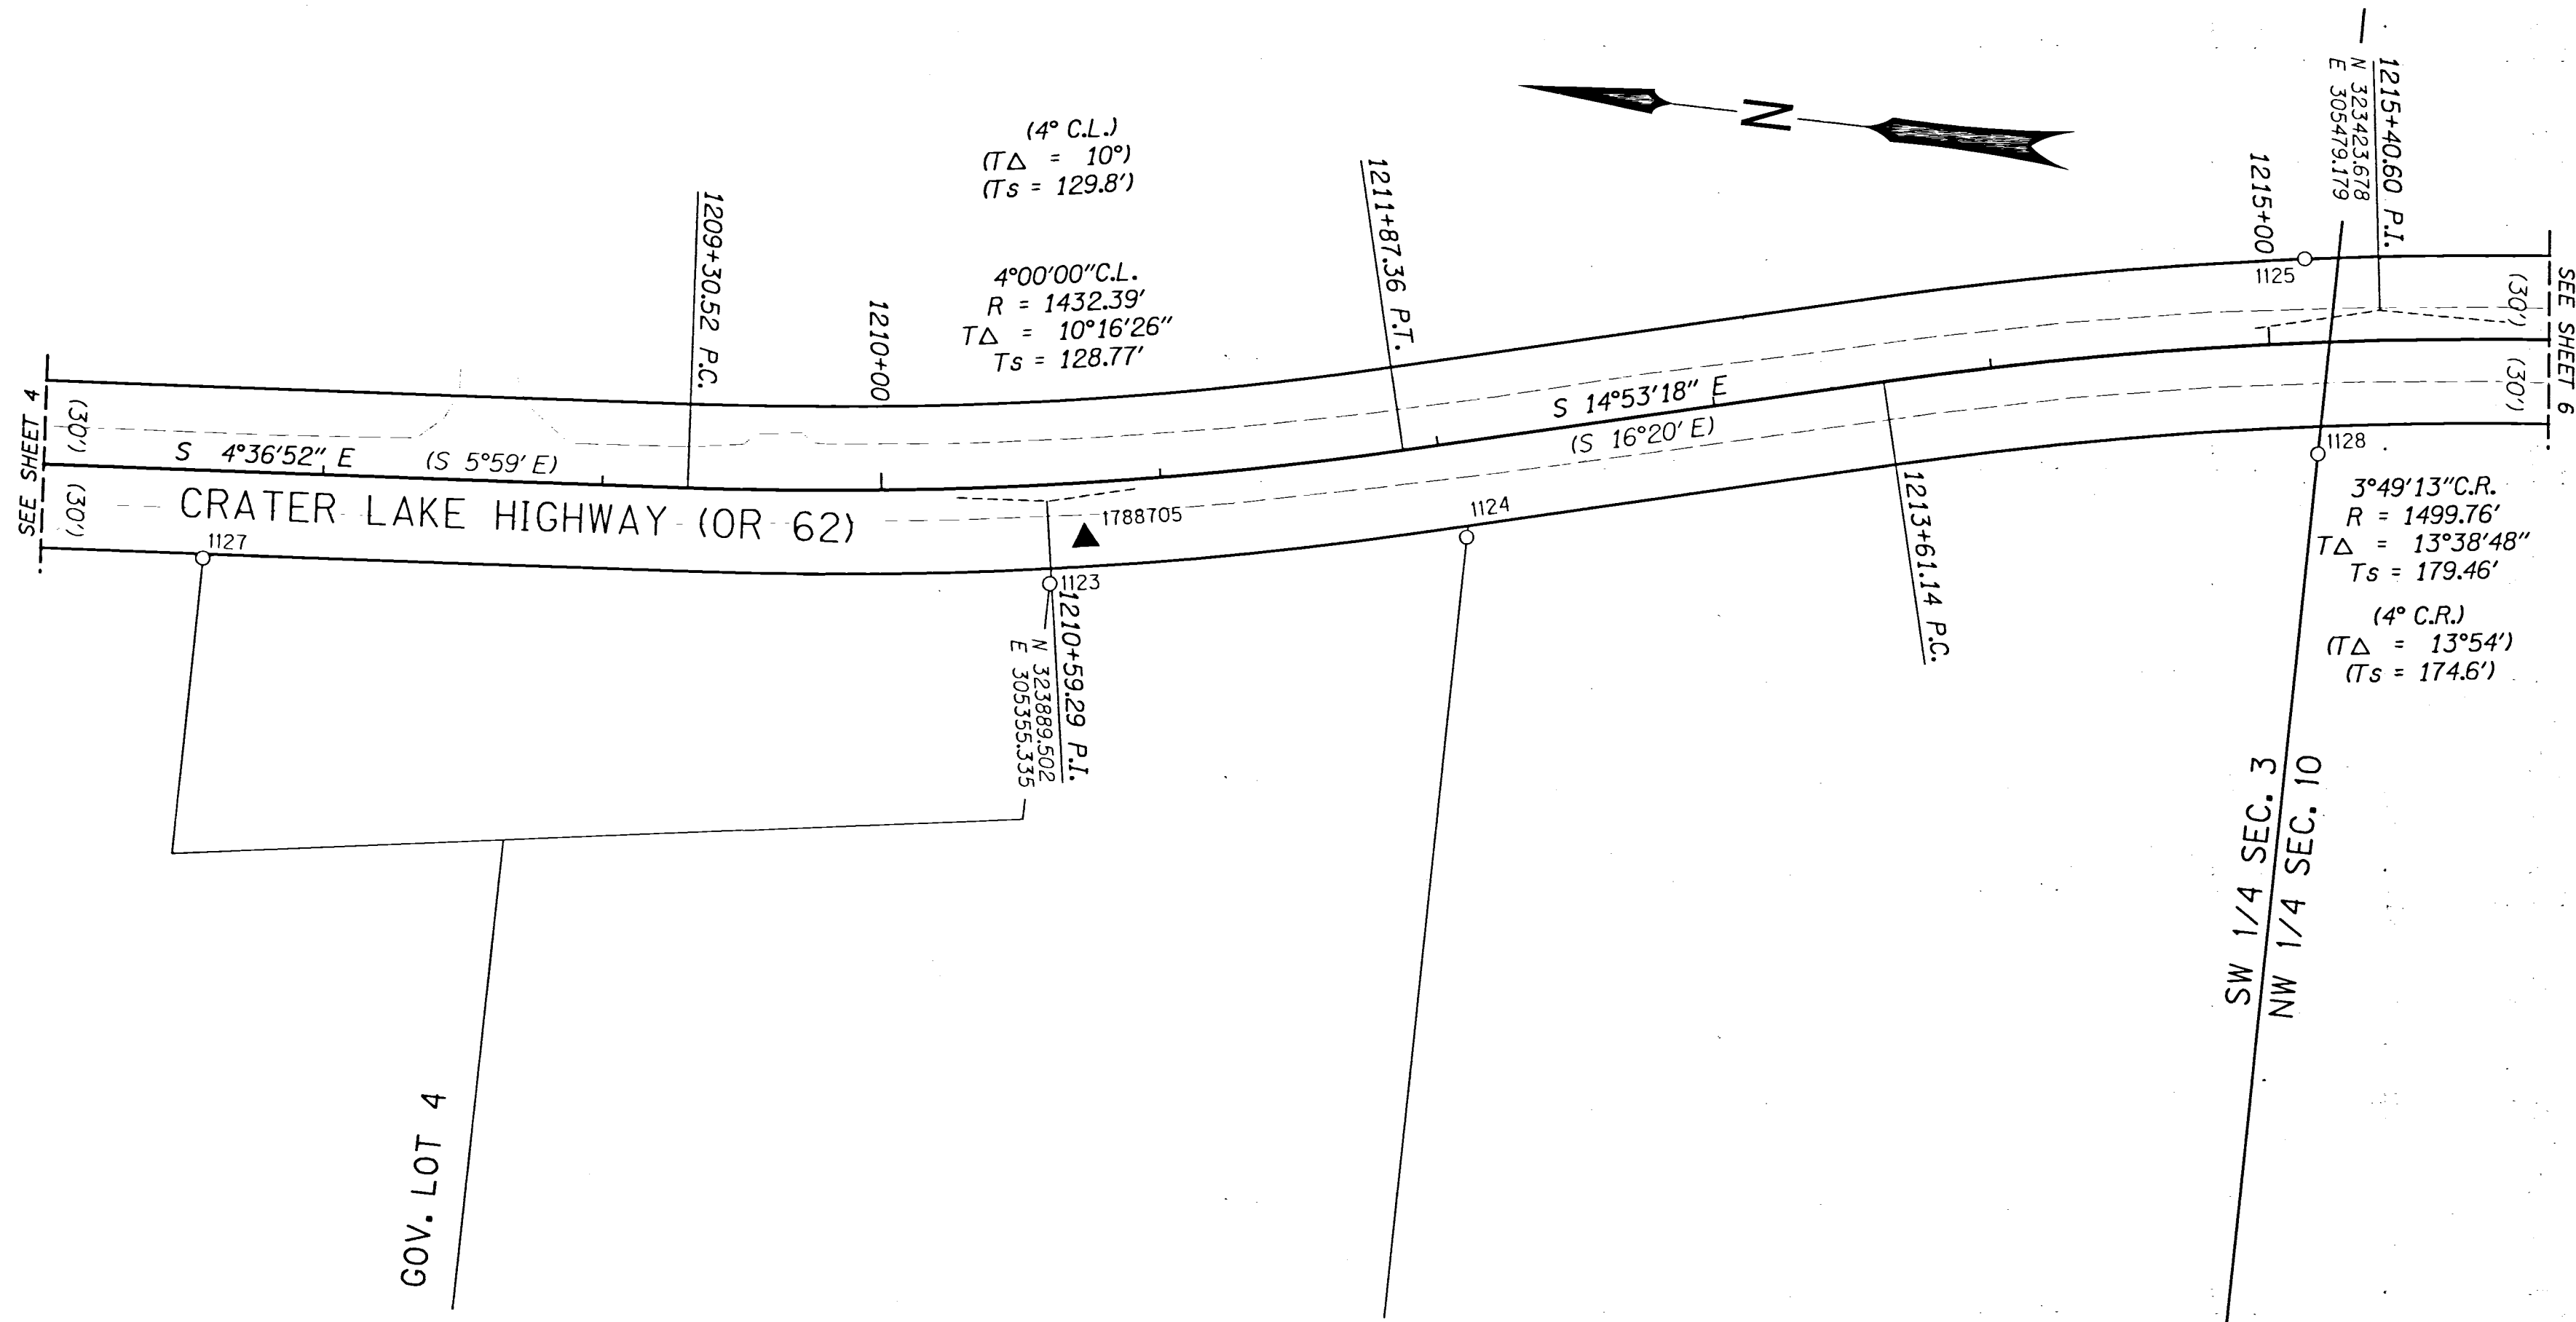 (4° C.L.)
(T△ = 10°)
(Ts = 129.8')
4°00'00"C.L.
R = 1432.39'
T△ = 10°16'26"
Ts = 128.77'
N
1209+30.52 P.C.
1210+00
1211+87.36 P.T.
1215+00
1215+40.60 P.I.
N 323423.678
E 305479.179
1125
SEE SHEET 4
(30')
(30')
S 4°36'52" E
(S 5°59' E)
CRATER LAKE HIGHWAY (OR 62)
1127
1788705
1123
1210+59.29 P.I.
N 323889.502
E 305355.335
1124
S 14°53'18" E
(S 16°20' E)
1213+61.14 P.C.
(30')
(30')
SEE SHEET 6
1128
3°49'13"C.R.
R = 1499.76'
T△ = 13°38'48"
Ts = 179.46'
(4° C.R.)
(T△ = 13°54')
(Ts = 174.6')
SW 1/4 SEC. 3
NW 1/4 SEC. 10
GOV. LOT 4